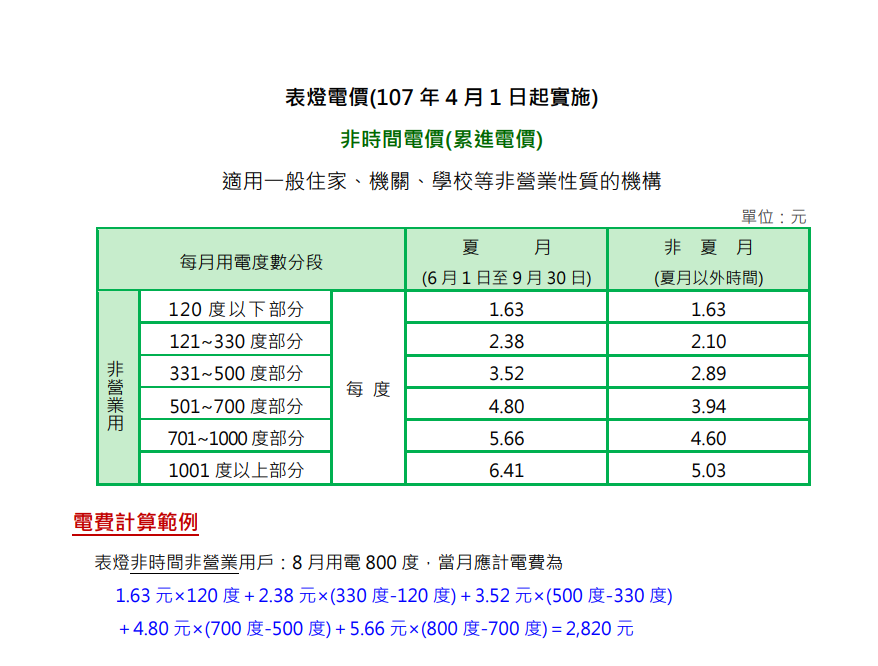 表燈電價(107 年 4 月 1 日起實施)
非時間電價(累進電價)
適用一般住家、機關、學校等非營業性質的機構
單位：元
每月用電度數分段 夏 月 非 夏 月
(6 月 1 日至 9 月 30 日) (夏月以外時間)
非營業用 每 度
120 度以下部分 1.63 1.63
121~330 度部分 2.38 2.10
331~500 度部分 3.52 2.89
501~700 度部分 4.80 3.94
701~1000 度部分 5.66 4.60
1001 度以上部分 6.41 5.03
電費計算範例
表燈非時間非營業用戶：8 月用電 800 度，當月應計電費為
1.63 元×120 度＋2.38 元×(330 度-120 度)＋3.52 元×(500 度-330 度)
＋4.80 元×(700 度-500 度)＋5.66 元×(800 度-700 度)＝2,820 元